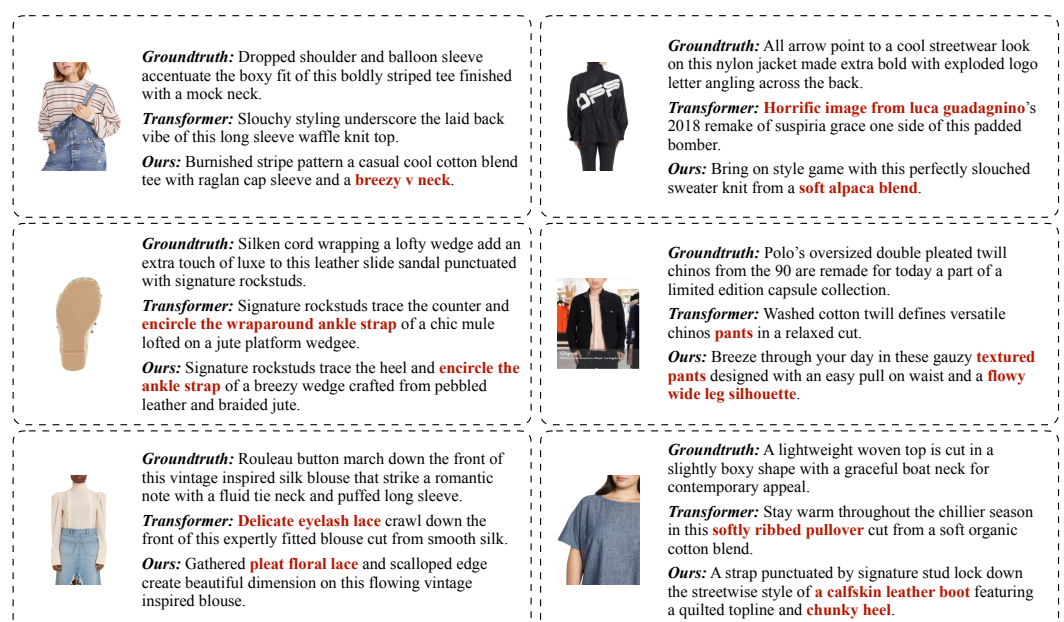 Groundtruth: Dropped shoulder and balloon sleeve
accentuate the boxy fit of this boldly striped tee finished
with a mock neck.
Transformer: Slouchy styling underscore the laid back
vibe of this long sleeve waffle knit top.
Ours: Burnished stripe pattern a casual cool cotton blend
tee with raglan cap sleeve and a breezy v neck.
OFF
Groundtruth: All arrow point to a cool streetwear look
on this nylon jacket made extra bold with exploded logo
letter angling across the back.
Transformer: Horrific image from luca guadagnino's
2018 remake of suspiria grace one side of this padded
bomber.
Ours: Bring on style game with this perfectly slouched
sweater knit from a soft alpaca blend.
Groundtruth: Silken cord wrapping a lofty wedge add an
extra touch of luxe to this leather slide sandal punctuated
with signature rockstuds.
Transformer: Signature rockstuds trace the counter and
encircle the wraparound ankle strap of a chic mule
lofted on a jute platform wedgee.
Ours: Signature rockstuds trace the heel and encircle the
ankle strap of a breezy wedge crafted from pebbled
leather and braided jute.
Groundtruth: Polo's oversized double pleated twill
chinos from the 90 are remade for today a part of a
limited edition capsule collection.
Transformer: Washed cotton twill defines versatile
chinos pants in a relaxed cut.
Ours: Breeze through your day in these gauzy textured
pants designed with an easy pull on waist and a flowy
wide leg silhouette.
Groundtruth: Rouleau button march down the front of
this vintage inspired silk blouse that strike a romantic
note with a fluid tie neck and puffed long sleeve.
Transformer: Delicate eyelash lace crawl down the
front of this expertly fitted blouse cut from smooth silk.
Ours: Gathered pleat floral lace and scalloped edge
create beautiful dimension on this flowing vintage
inspired blouse.
Groundtruth: A lightweight woven top is cut in a
slightly boxy shape with a graceful boat neck for
contemporary appeal.
Transformer: Stay warm throughout the chillier season
in this softly ribbed pullover cut from a soft organic
cotton blend.
Ours: A strap punctuated by signature stud lock down
the streetwise style of a calfskin leather boot featuring
a quilted topline and chunky heel.